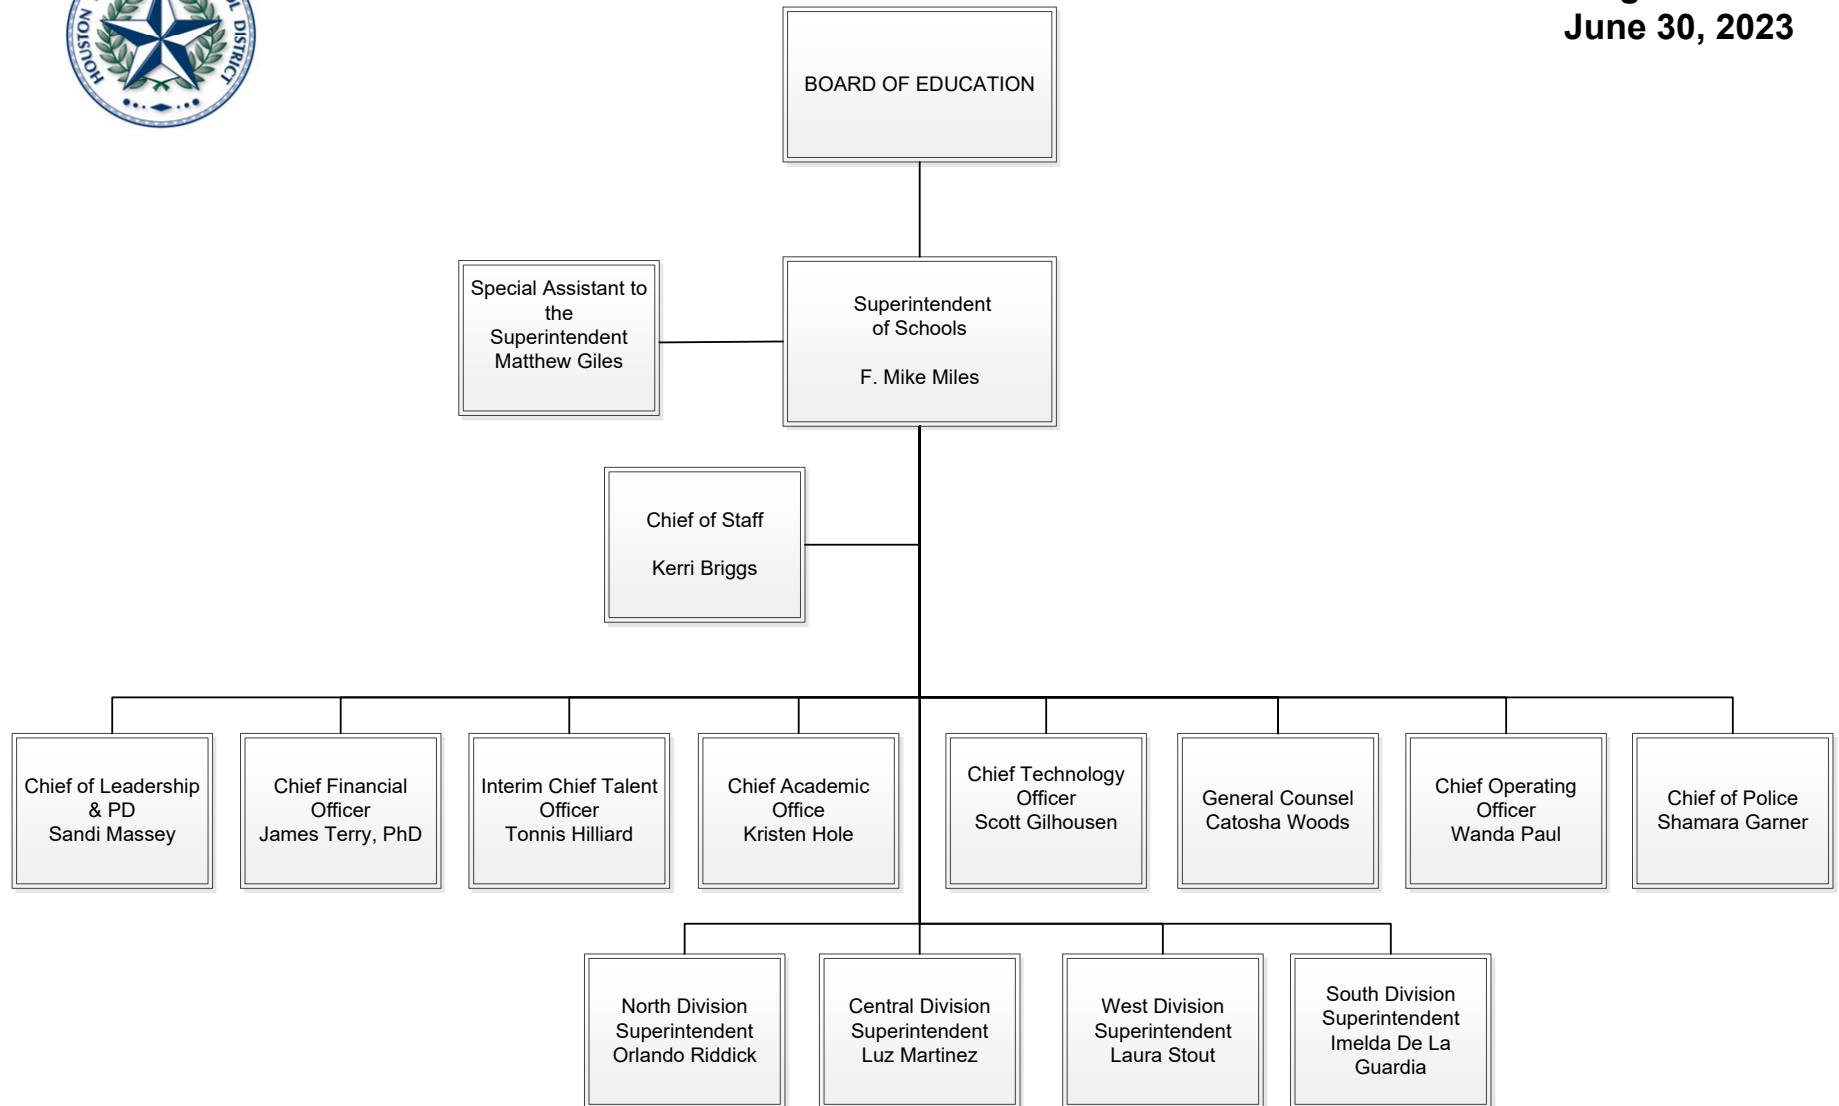 HOUSTON
DISTRICT
June 30, 2023
BOARD OF EDUCATION
Special Assistant to
the
Superintendent
Matthew Giles
Superintendent
of Schools
F. Mike Miles
Chief of Staff
Kerri Briggs
Chief of Leadership
& PD
Sandi Massey
Chief Financial
Officer
James Terry, PhD
Interim Chief Talent
Officer
Tonnis Hilliard
Chief Academic
Office
Kristen Hole
Chief Technology
Officer
Scott Gilhousen
General Counsel
Catosha Woods
Chief Operating
Officer
Wanda Paul
Chief of Police
Shamara Garner
North Division
Superintendent
Orlando Riddick
Central Division
Superintendent
Luz Martinez
West Division
Superintendent
Laura Stout
South Division
Superintendent
Imelda De La
Guardia